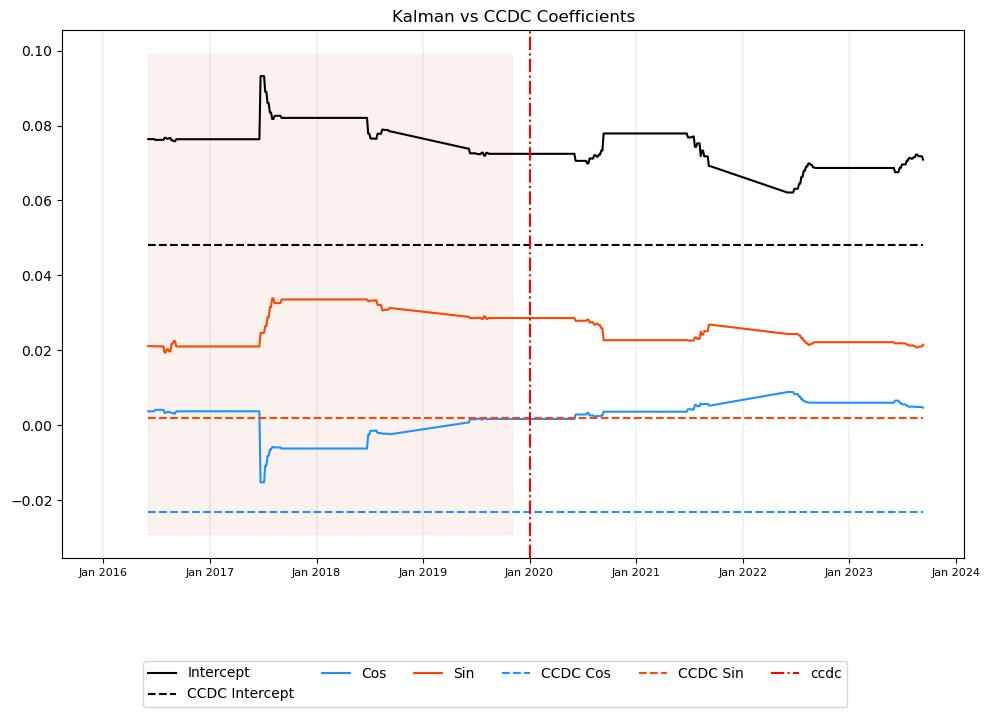 Kalman vs CCDC Coefficients
0.10
0.08
0.06
0.04
0.02
0.00
−0.02
Jan 2016 Jan 2017 Jan 2018 Jan 2019 Jan 2020 Jan 2021 Jan 2022 Jan 2023 Jan 2024
Intercept Cos Sin CCDC Cos CCDC Sin ccdc
CCDC Intercept